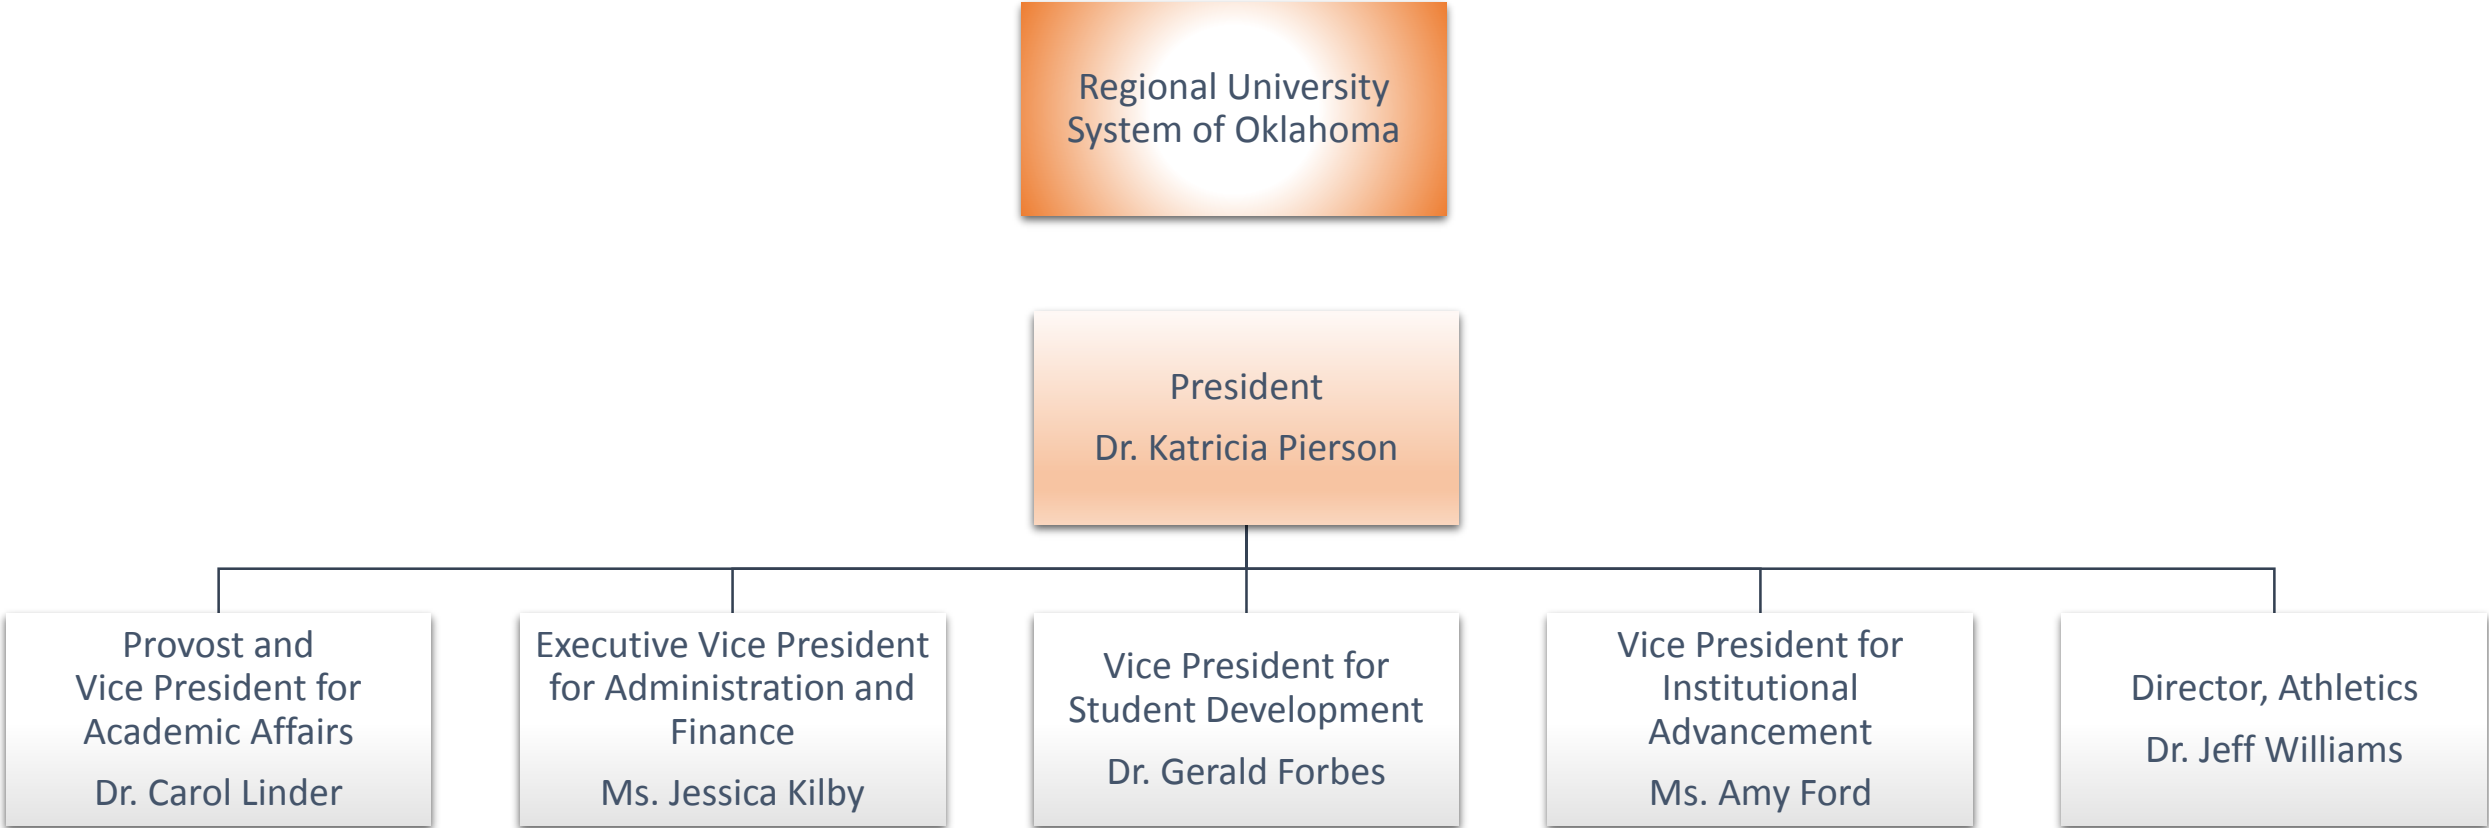 Regional University
System of Oklahoma
President
Dr. Katricia Pierson
Provost and
Vice President for
Academic Affairs
Dr. Carol Linder
Executive Vice President
for Administration and
Finance
Ms. Jessica Kilby
Vice President for
Student Development
Dr. Gerald Forbes
Vice President for
Institutional
Advancement
Ms. Amy Ford
Director, Athletics
Dr. Jeff Williams